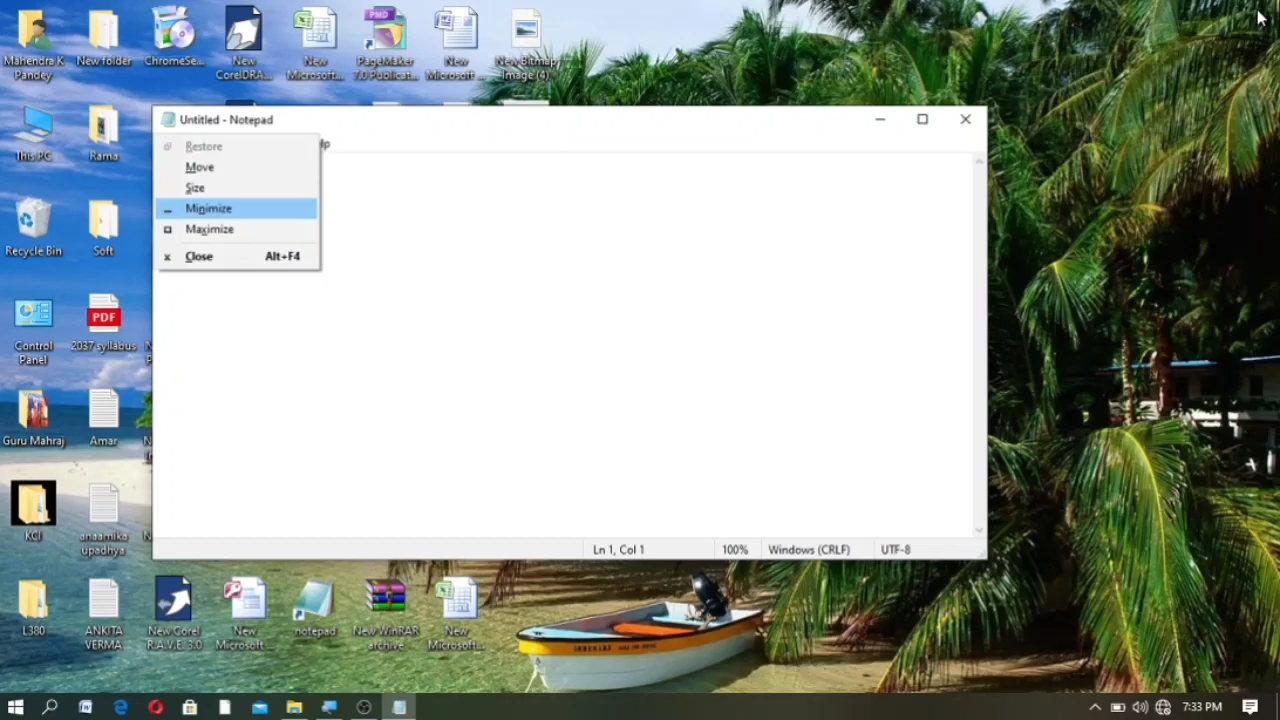 Mahendra K
Pandey
New folder
ChromeSe...
New
CorelDRA...
New
Microsoft...
PMD
PageMaker
7.0 Publicat...
New
Microsoft ...
New Bitmap
Image (4)
This PC
Rama
Recycle Bin
Soft
Control
Panel
PDF
2037 syllabus
Guru Mahraj
Amar
KCI
anaamika
upadhya
L380
ANKITA
VERMA
New Corel
R.A.V.E. 3.0
New
Microsoft...
notepad
New WinRAR
archive
New
Microsoft...
Untitled - Notepad
lp
Restore
Move
Size
Minimize
Maximize
Close Alt+F4
Ln 1, Col 1 100% Windows (CRLF) UTF-8
7:33 PM